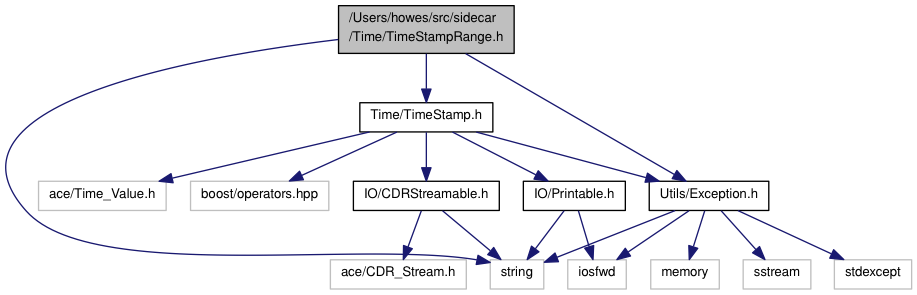 /Users/howes/src/sidecar
/Time/TimeStampRange.h
Time/TimeStamp.h
ace/Time_Value.h
boost/operators.hpp
IO/CDRStreamable.h
IO/Printable.h
Utils/Exception.h
ace/CDR_Stream.h
string
iosfwd
memory
sstream
stdexcept